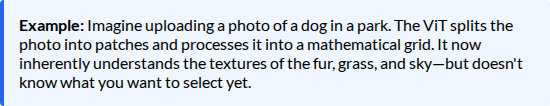 Example: Imagine uploading a photo of a dog in a park. The ViT splits the
photo into patches and processes it into a mathematical grid. It now
inherently understands the textures of the fur, grass, and sky—but doesn't
know what you want to select yet.